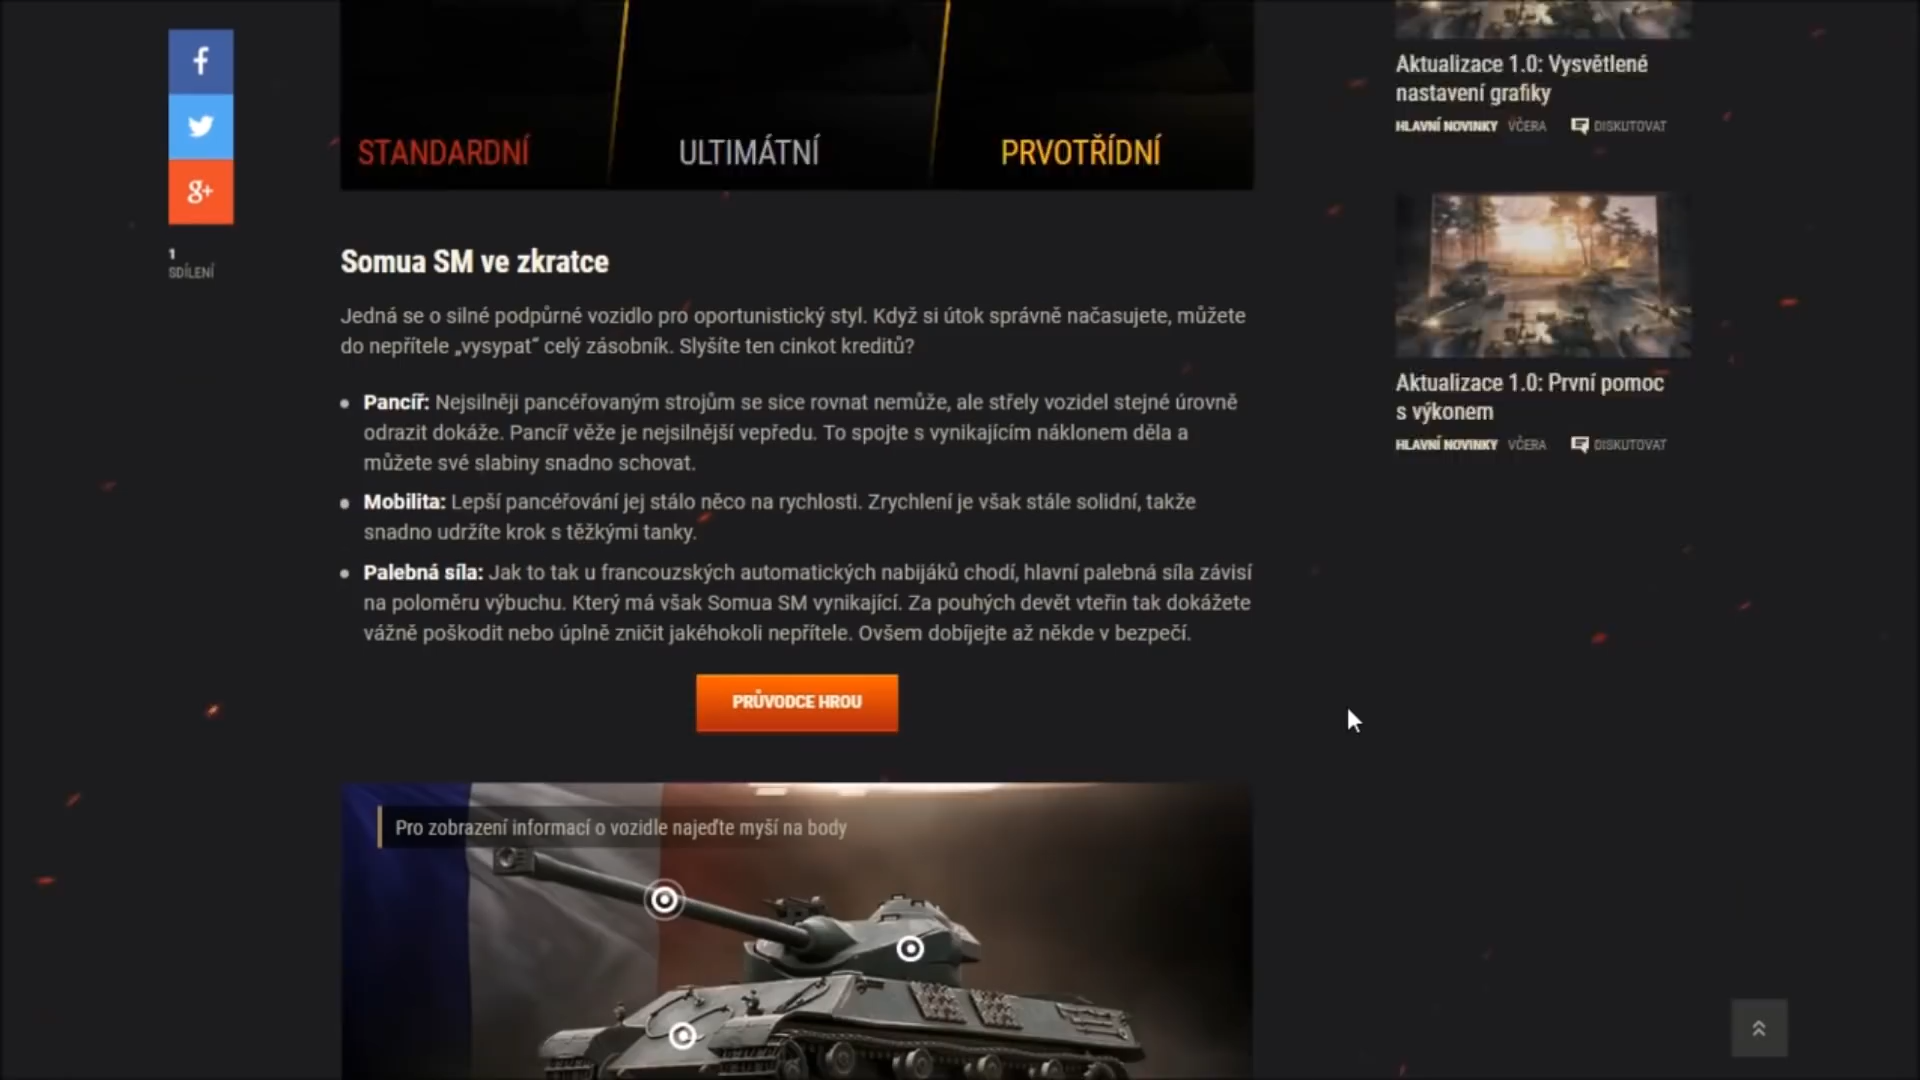 STANDARDNÍ
ULTIMÁTNÍ
PRVOTŘÍDNÍ
f
g+
1
SDÍLENÍ
Somua SM ve zkratce
Jedná se o silné podpůrné vozidlo pro oportunistický styl. Když si útok správně načasujete, můžete
do nepřítele „vysypat“ celý zásobník. Slyšíte ten cinkot kreditů?
Pancíř: Nejsilněji pancéřovaným strojům se sice rovnat nemůže, ale střely vozidel stejné úrovně
odrazit dokáže. Pancíř věže je nejsilnější vepředu. To spojte s vynikajícím náklonem děla a
můžete své slabiny snadno schovat.
Mobilita: Lepší pancéřování jej stálo něco na rychlosti. Zrychlení je však stále solidní, takže
snadno udržíte krok s těžkými tanky.
Palebná síla: Jak to tak u francouzských automatických nabijáků chodí, hlavní palebná síla závisí
na poloměru výbuchu. Který má však Somua SM vynikající. Za pouhých devět vteřin tak dokážete
vážně poškodit nebo úplně zničit jakéhokoli nepřítele. Ovšem dobíjejte až někde v bezpečí.
PRŮVODCE HROU
Pro zobrazení informací o vozidle najeďte myší na body
Aktualizace 1.0: Vysvětlené
nastavení grafiky
HLAVNÍ NOVINKY VČERA DISKUTOVAT
Aktualizace 1.0: První pomoc
s výkonem
HLAVNÍ NOVINKY VČERA DISKUTOVAT